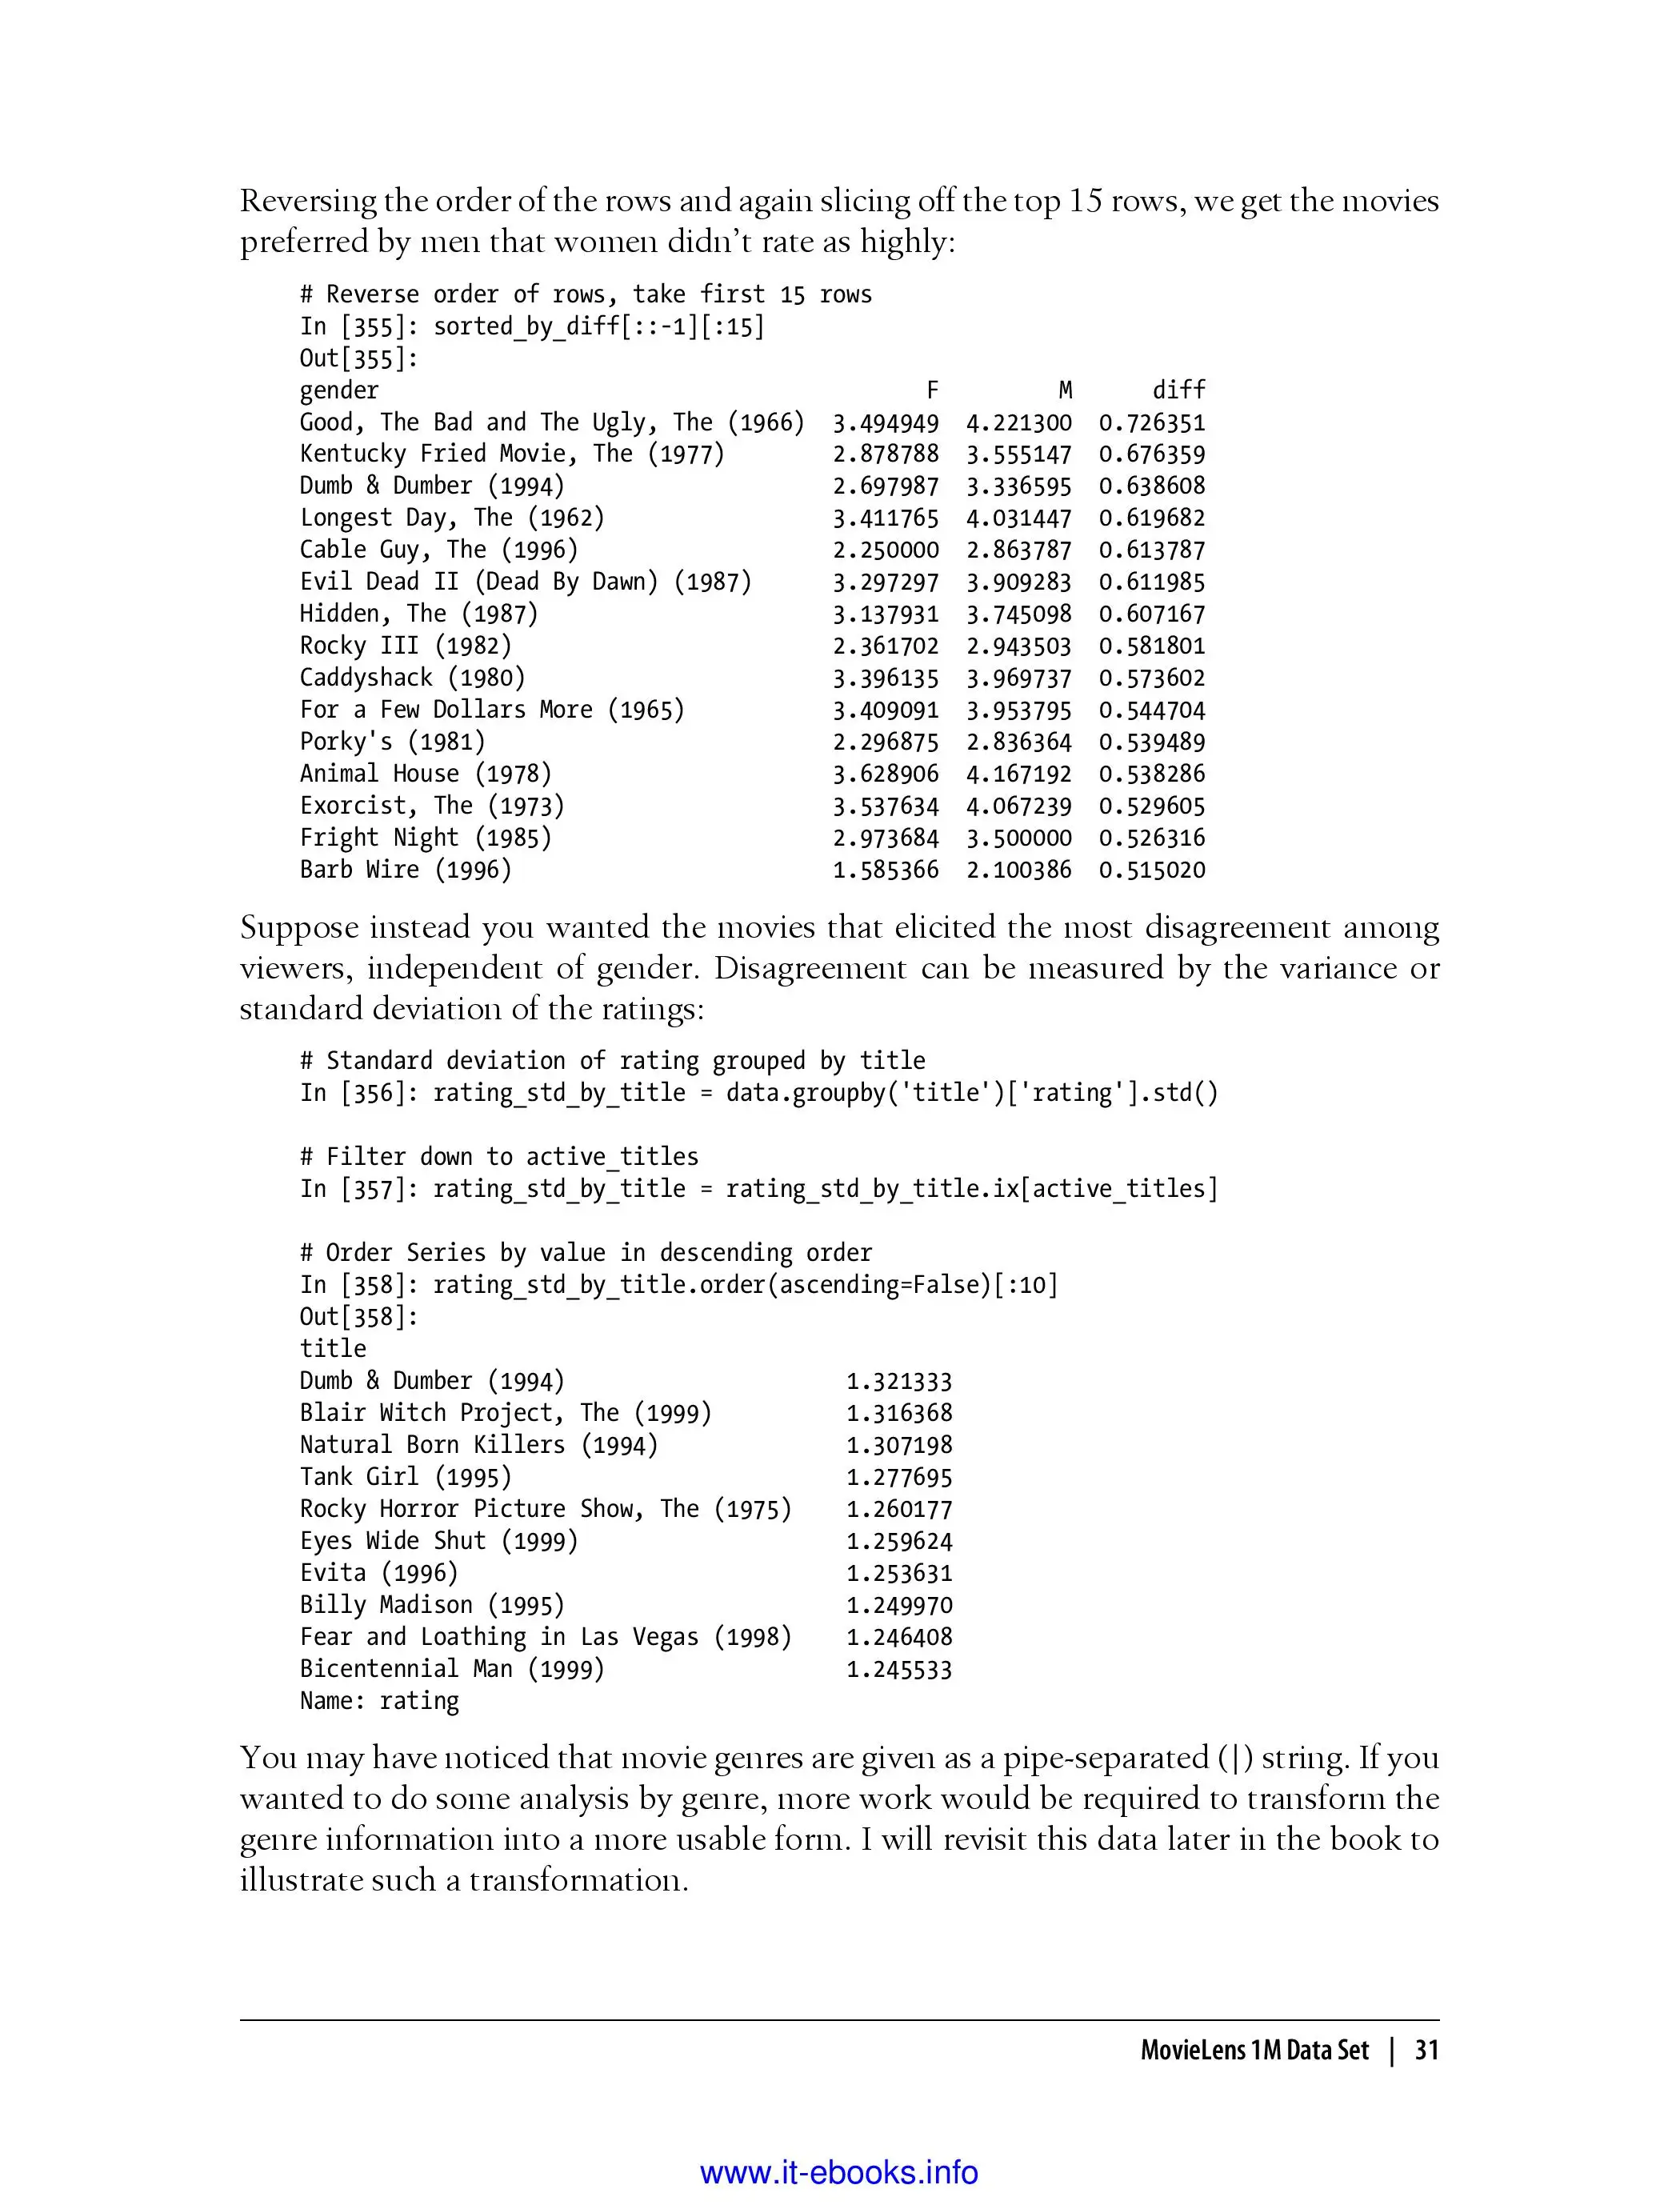 Reversing the order of the rows and again slicing off the top 15 rows, we get the movies
preferred by men that women didn’t rate as highly:
# Reverse order of rows, take first 15 rows
In [355]: sorted_by_diff[::-1][:15]
Out[355]:
gender F M diff
Good, The Bad and The Ugly, The (1966) 3.494949 4.221300 0.726351
Kentucky Fried Movie, The (1977) 2.878788 3.555147 0.676359
Dumb & Dumber (1994) 2.697987 3.336595 0.638608
Longest Day, The (1962) 3.411765 4.031447 0.619682
Cable Guy, The (1996) 2.250000 2.863787 0.613787
Evil Dead II (Dead By Dawn) (1987) 3.297297 3.909283 0.611985
Hidden, The (1987) 3.137931 3.745098 0.607167
Rocky III (1982) 2.361702 2.943503 0.581801
Caddyshack (1980) 3.396135 3.969737 0.573602
For a Few Dollars More (1965) 3.409091 3.953795 0.544704
Porky's (1981) 2.296875 2.836364 0.539489
Animal House (1978) 3.628906 4.167192 0.538286
Exorcist, The (1973) 3.537634 4.067239 0.529605
Fright Night (1985) 2.973684 3.500000 0.526316
Barb Wire (1996) 1.585366 2.100386 0.515020
Suppose instead you wanted the movies that elicited the most disagreement among
viewers, independent of gender. Disagreement can be measured by the variance or
standard deviation of the ratings:
# Standard deviation of rating grouped by title
In [356]: rating_std_by_title = data.groupby('title')['rating'].std()
# Filter down to active_titles
In [357]: rating_std_by_title = rating_std_by_title.ix[active_titles]
# Order Series by value in descending order
In [358]: rating_std_by_title.order(ascending=False)[:10]
Out[358]:
title
Dumb & Dumber (1994) 1.321333
Blair Witch Project, The (1999) 1.316368
Natural Born Killers (1994) 1.307198
Tank Girl (1995) 1.277695
Rocky Horror Picture Show, The (1975) 1.260177
Eyes Wide Shut (1999) 1.259624
Evita (1996) 1.253631
Billy Madison (1995) 1.249970
Fear and Loathing in Las Vegas (1998) 1.246408
Bicentennial Man (1999) 1.245533
Name: rating
You may have noticed that movie genres are given as a pipe-separated (|) string. If you
wanted to do some analysis by genre, more work would be required to transform the
genre information into a more usable form. I will revisit this data later in the book to
illustrate such a transformation.
MovieLens 1M Data Set | 31
www.it-ebooks.info